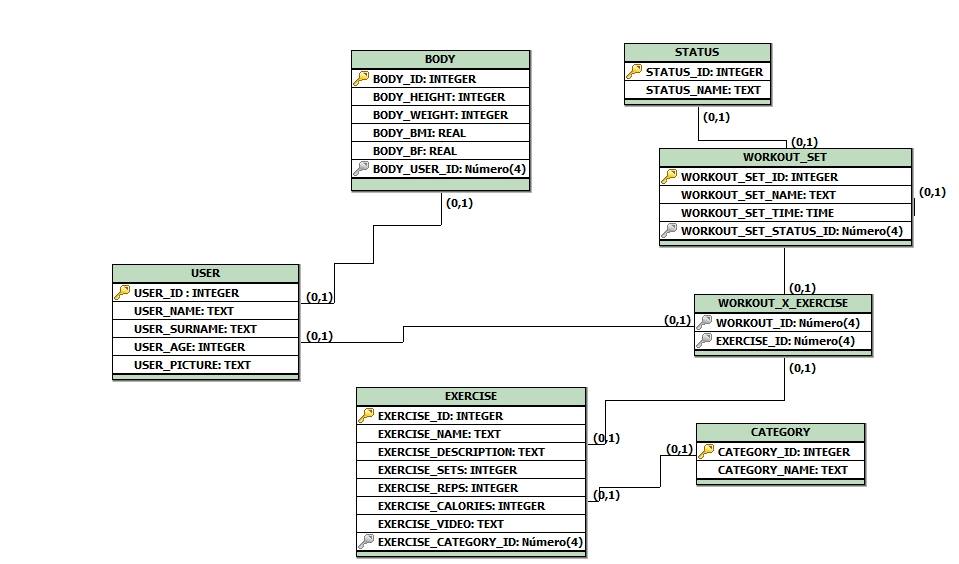 BODY
BODY_ID: INTEGER
BODY_HEIGHT: INTEGER
BODY_WEIGHT: INTEGER
BODY_BMI: REAL
BODY_BF: REAL
BODY_USER_ID: Número(4)
(0,1)
STATUS
STATUS_ID: INTEGER
STATUS_NAME: TEXT
(0,1)
(0,1)
WORKOUT_SET
WORKOUT_SET_ID: INTEGER
WORKOUT_SET_NAME: TEXT
WORKOUT_SET_TIME: TIME
WORKOUT_SET_STATUS_ID: Número(4)
(0,1)
USER
USER_ID : INTEGER
USER_NAME: TEXT
USER_SURNAME: TEXT
USER_AGE: INTEGER
USER_PICTURE: TEXT
(0,1)
(0,1)
(0,1)
(0,1)
WORKOUT_X_EXERCISE
WORKOUT_ID: Número(4)
EXERCISE_ID: Número(4)
(0,1)
EXERCISE
EXERCISE_ID: INTEGER
EXERCISE_NAME: TEXT
EXERCISE_DESCRIPTION: TEXT
EXERCISE_SETS: INTEGER
EXERCISE_REPS: INTEGER
EXERCISE_CALORIES: INTEGER
EXERCISE_VIDEO: TEXT
EXERCISE_CATEGORY_ID: Número(4)
(0,1)
(0,1)
(0,1)
CATEGORY
CATEGORY_ID: INTEGER
CATEGORY_NAME: TEXT